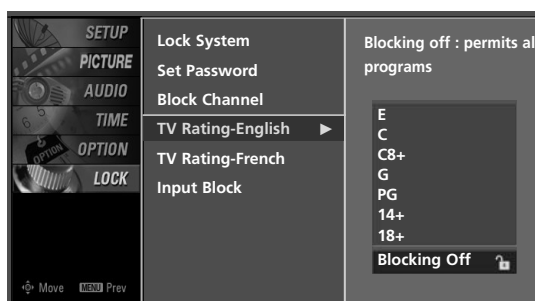 SETUP
PICTURE
AUDIO
TIME
OPTION
LOCK
Move MENU Prev
Lock System
Set Password
Block Channel
TV Rating-English
TV Rating-French
Input Block
Blocking off : permits al
programs
E
C
C8+
G
PG
14+
18+
Blocking Off